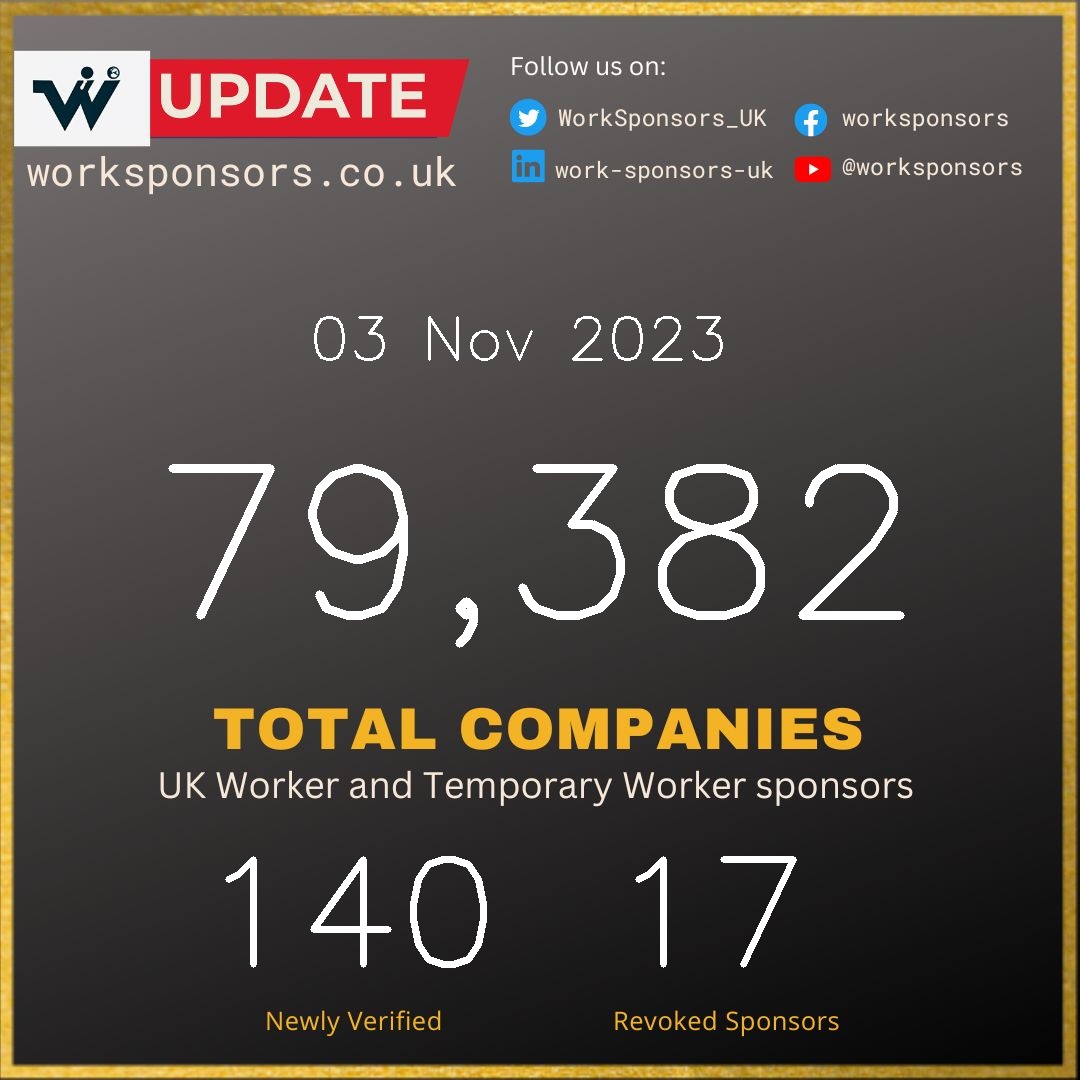 UPDATE
worksponsors.co.uk
Follow us on:
WorkSponsors_UK
worksponsors
work-sponsors-uk
@worksponsors
03 Nov 2023
79,382
TOTAL COMPANIES
UK Worker and Temporary Worker sponsors
140 17
Newly Verified Revoked Sponsors